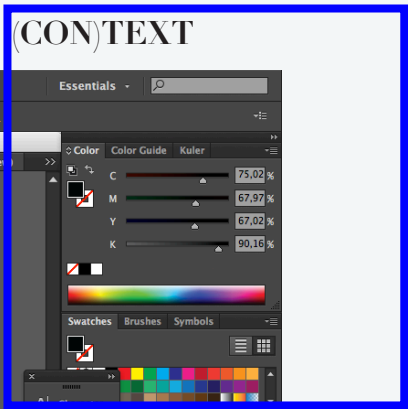 (CON)TEXT
Essentials
Color Color Guide Kuler
C 75,02 %
M 67,97 %
Y 67,02 %
K 90,16 %
Swatches Brushes Symbols